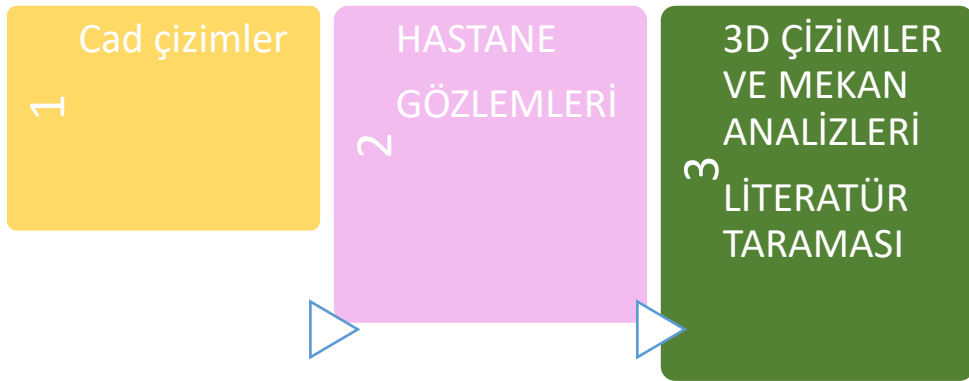 1
Cad çizimler
2
HASTANE
GÖZLEMLERİ
3
3D ÇİZİMLER
VE MEKAN
ANALİZLERİ
LİTERATÜR
TARAMASI